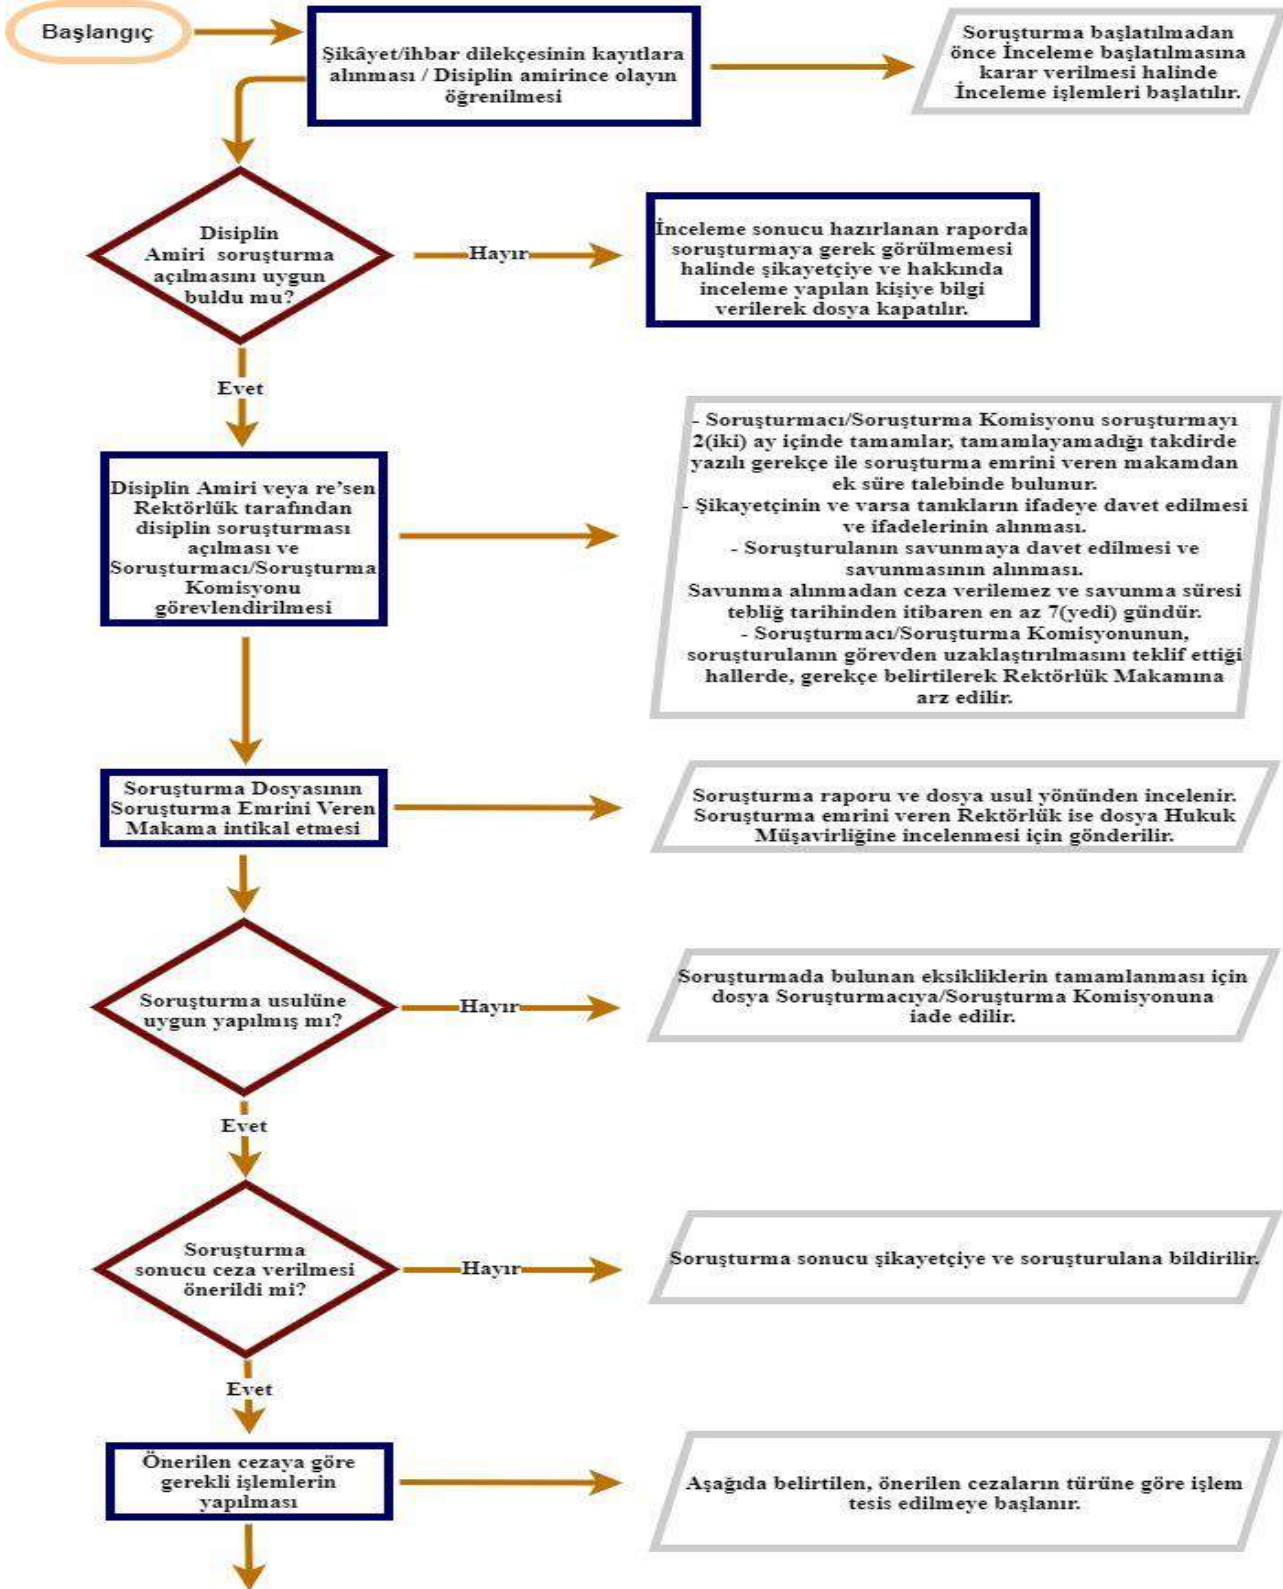 Başlangıç
Şikâyet/ihbar dilekçesinin kayıtlara
alınması / Disiplin amirince olayın
öğrenilmesi
Soruşturma başlatılmadan
önce İnceleme başlatılmasına
karar verilmesi halinde
İnceleme işlemleri başlatılır.
Disiplin
Amiri soruşturma
açılmasını uygun
buldu mu?
Hayır
İnceleme sonucu hazırlanan raporda
soruşturmaya gerek görülmemesi
halinde şikayetçiye ve hakkında
inceleme yapılan kişiye bilgi
verilerek dosya kapatılır.
Evet
Disiplin Amiri veya re'sen
Rektörlük tarafından
disiplin soruşturması
açılması ve
Soruşturmacı/Soruşturma
Komisyonu
görevlendirilmesi
- Soruşturmacı/Soruşturma Komisyonu soruşturmayı
2(iki) ay içinde tamamlar, tamamlayamadığı takdirde
yazılı gerekçe ile soruşturma emrini veren makamdan
ek süre talebinde bulunur.
- Şikayetçinin ve varsa tanıkların ifadeye davet edilmesi
ve ifadelerinin alınması.
- Soruşturulanın savunmaya davet edilmesi ve
savunmasının alınması.
Savunma alınmadan ceza verilemez ve savunma süresi
tebliğ tarihinden itibaren en az 7(yedi) gündür.
- Soruşturmacı/Soruşturma Komisyonunun,
soruşturulanın görevden uzaklaştırılmasını teklif ettiği
hallerde, gerekçe belirtilerek Rektörlük Makamına
arz edilir.
Soruşturma Dosyasının
Soruşturma Emrini Veren
Makama intikal etmesi
Soruşturma raporu ve dosya usul yönünden incelenir.
Soruşturma emrini veren Rektörlük ise dosya Hukuk
Müşavirliğine incelenmesi için gönderilir.
Soruşturma usulüne
uygun yapılmış mı?
Hayır
Soruşturmada bulunan eksikliklerin tamamlanması için
dosya Soruşturmacıya/Soruşturma Komisyonuna
iade edilir.
Evet
Soruşturma
sonucu ceza verilmesi
önerildi mi?
Hayır
Soruşturma sonucu şikayetçiye ve soruşturulana bildirilir.
Evet
Önerilen cezaya göre
gerekli işlemlerin
yapılması
Aşağıda belirtilen, önerilen cezaların türüne göre işlem
tesis edilmeye başlanır.